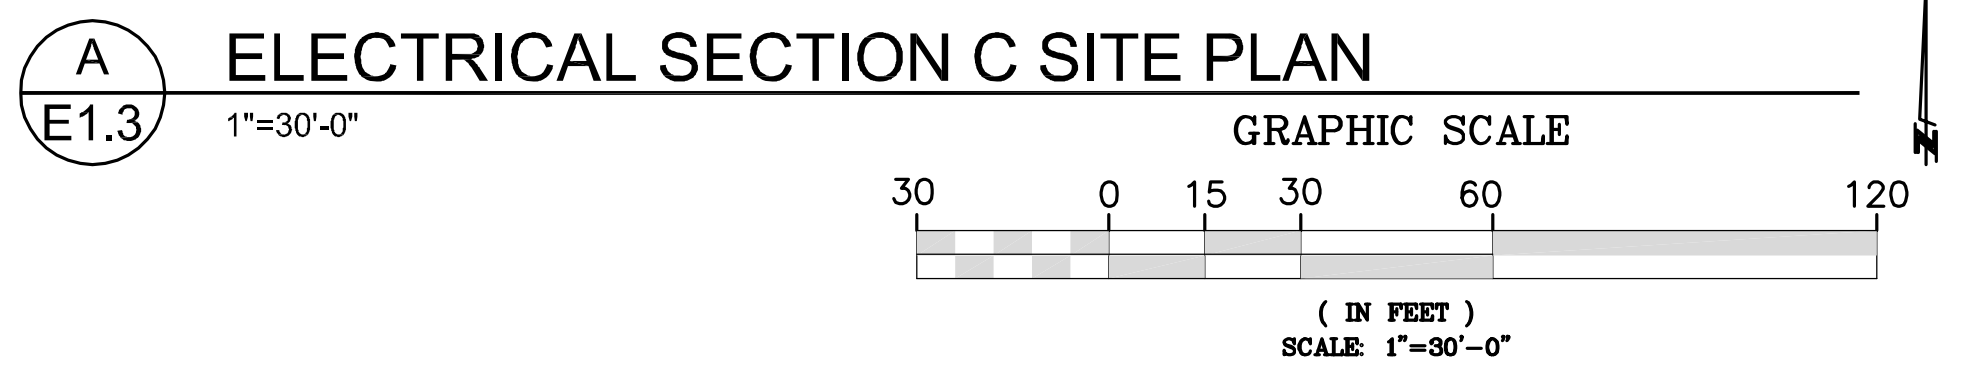 A
E1.3
ELECTRICAL SECTION C SITE PLAN
1"=30'-0"
GRAPHIC SCALE
N
30 0 15 30 60 120
( IN FEET )
SCALE: 1"=30'-0"